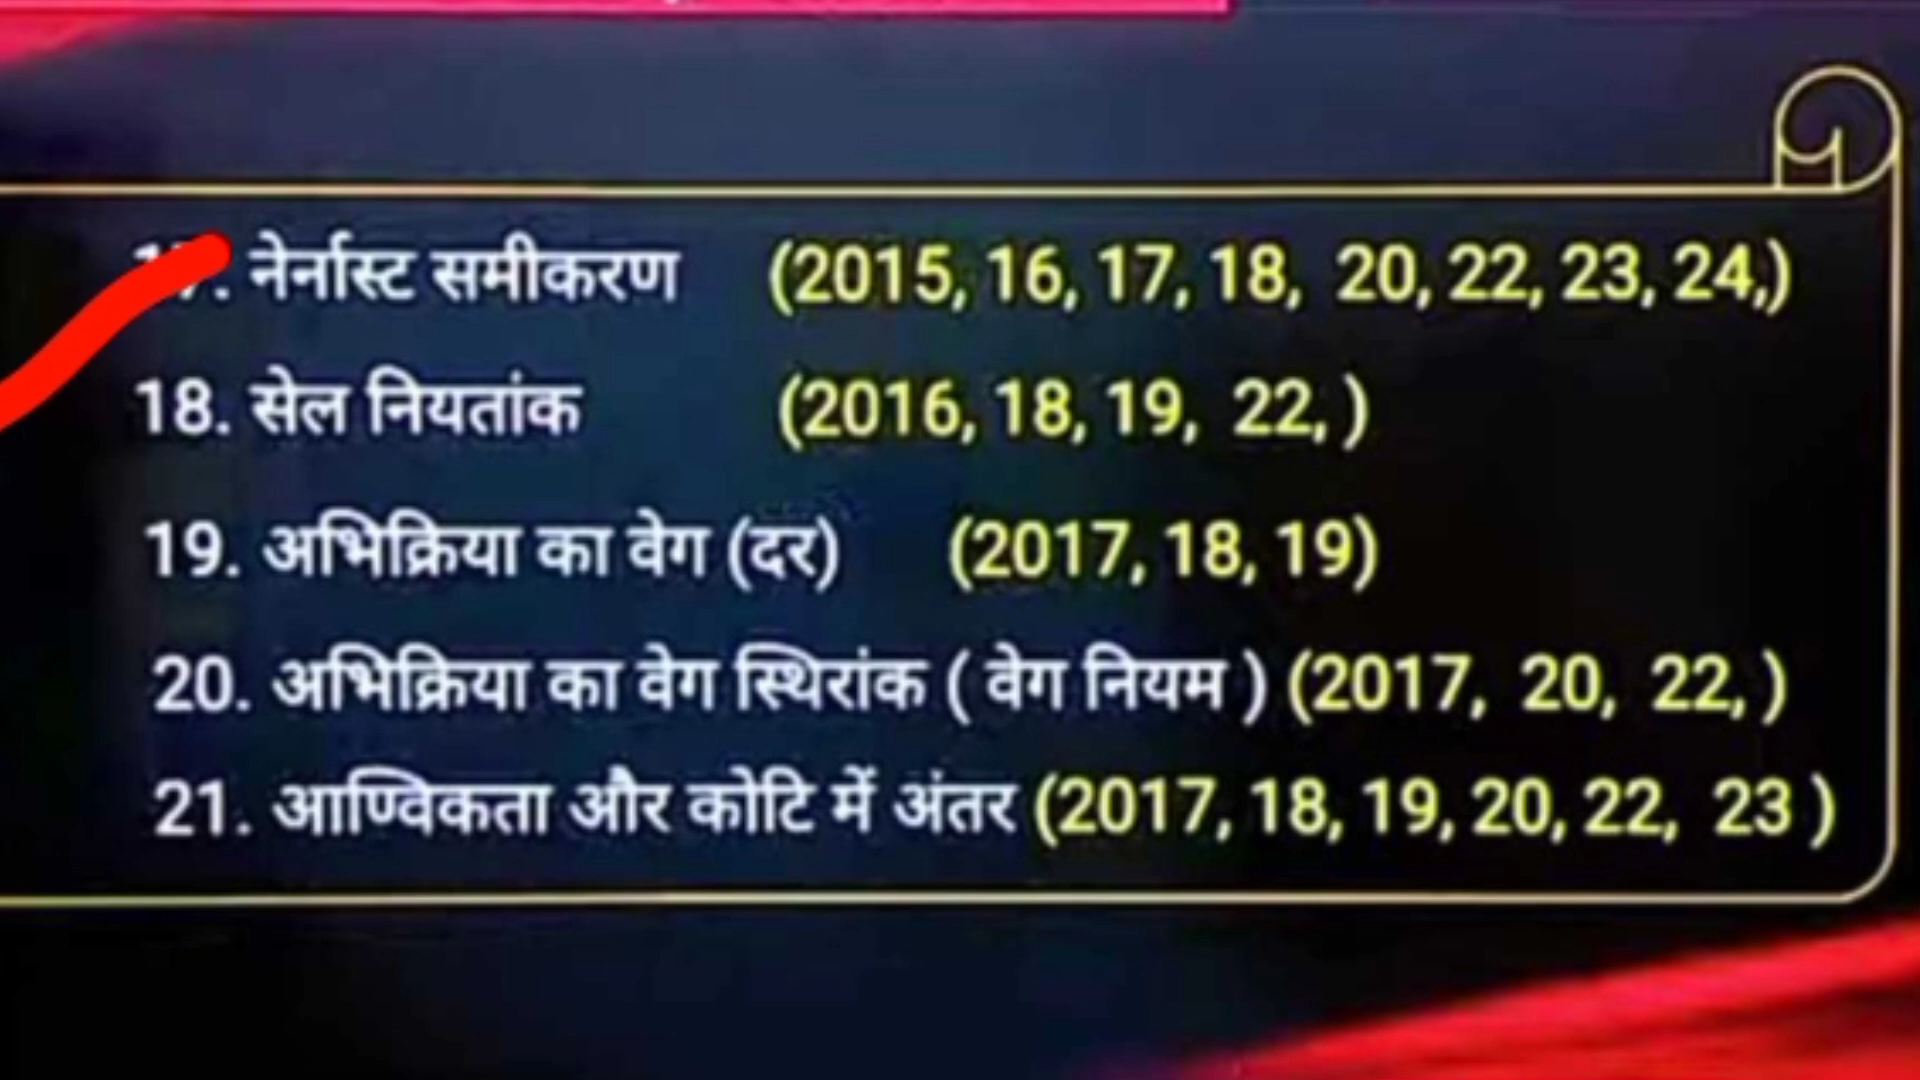 17. नेर्नास्ट समीकरण (2015, 16, 17, 18, 20, 22, 23, 24,)
18. सेल नियतांक (2016, 18, 19, 22, )
19. अभिक्रिया का वेग (दर) (2017, 18, 19)
20. अभिक्रिया का वेग स्थिरांक ( वेग नियम ) (2017, 20, 22, )
21. आण्विकता और कोटि में अंतर (2017, 18, 19, 20, 22, 23 )